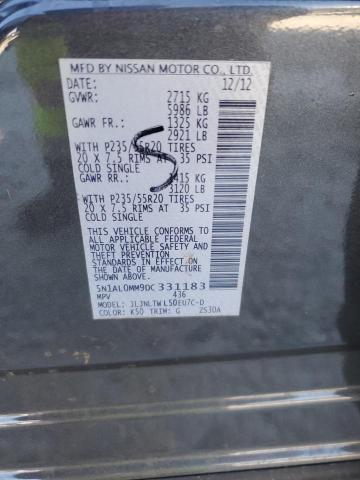 MFD BY NISSAN MOTOR CO., LTD.
DATE: 12/12
GVWR: 2715 KG
5986 LB
GAWR FR.: 1325 KG
2921 LB
WITH P235/55R20 TIRES
20 X 7.5 RIMS AT 35 PSI
COLD SINGLE
GAWR RR.: 1415 KG
3120 LB
WITH P235/55R20 TIRES
20 X 7.5 RIMS AT 35 PSI
COLD SINGLE
THIS VEHICLE CONFORMS TO ALL
APPLICABLE FEDERAL
MOTOR VEHICLE SAFETY
AND THEFT PREVENTION
STANDARDS IN EFFECT ON
THE DATE OF MANUFACTURE
SHOWN ABOVE.
5N1AL0MM9DC331183
MPV 436
MODEL: JLJNLTWL50EU7C-D
COLOR: K50 TRIM: G ZS30A